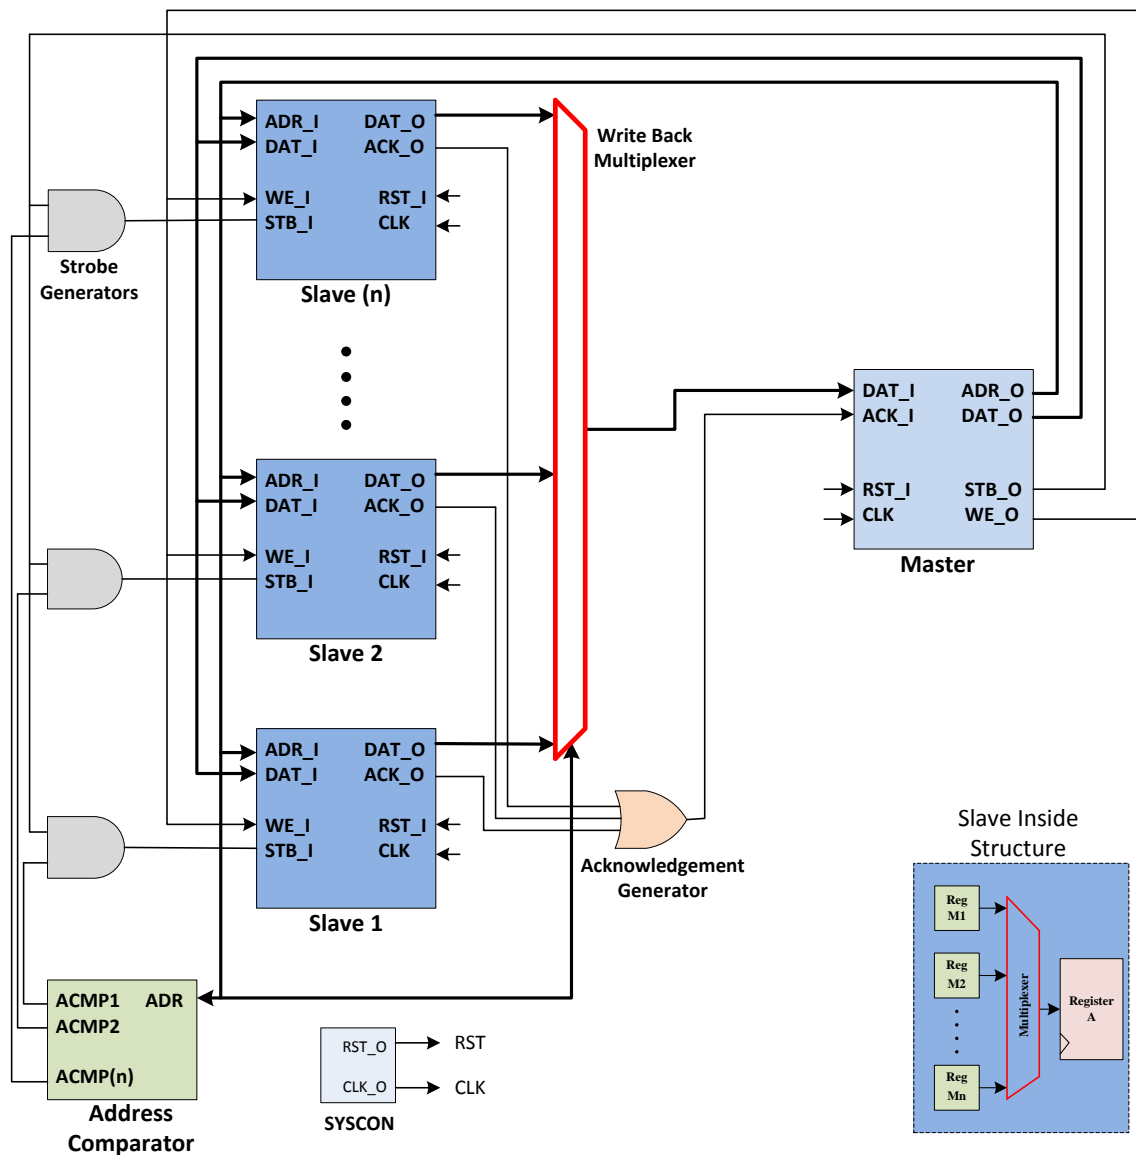 ADR_I DAT_O
DAT_I ACK_O
WE_I RST_I
STB_I CLK
Slave (n)
Strobe
Generators
Write Back
Multiplexer
DAT_I ADR_O
ACK_I DAT_O
RST_I STB_O
CLK WE_O
Master
ADR_I DAT_O
DAT_I ACK_O
WE_I RST_I
STB_I CLK
Slave 2
ADR_I DAT_O
DAT_I ACK_O
WE_I RST_I
STB_I CLK
Slave 1
Acknowledgement
Generator
ACMP1 ADR
ACMP2
ACMP(n)
Address
Comparator
RST_O RST
CLK_O CLK
SYSCON
Slave Inside
Structure
Reg
M1
Reg
M2
Reg
Mn
Multiplexer
Register
A